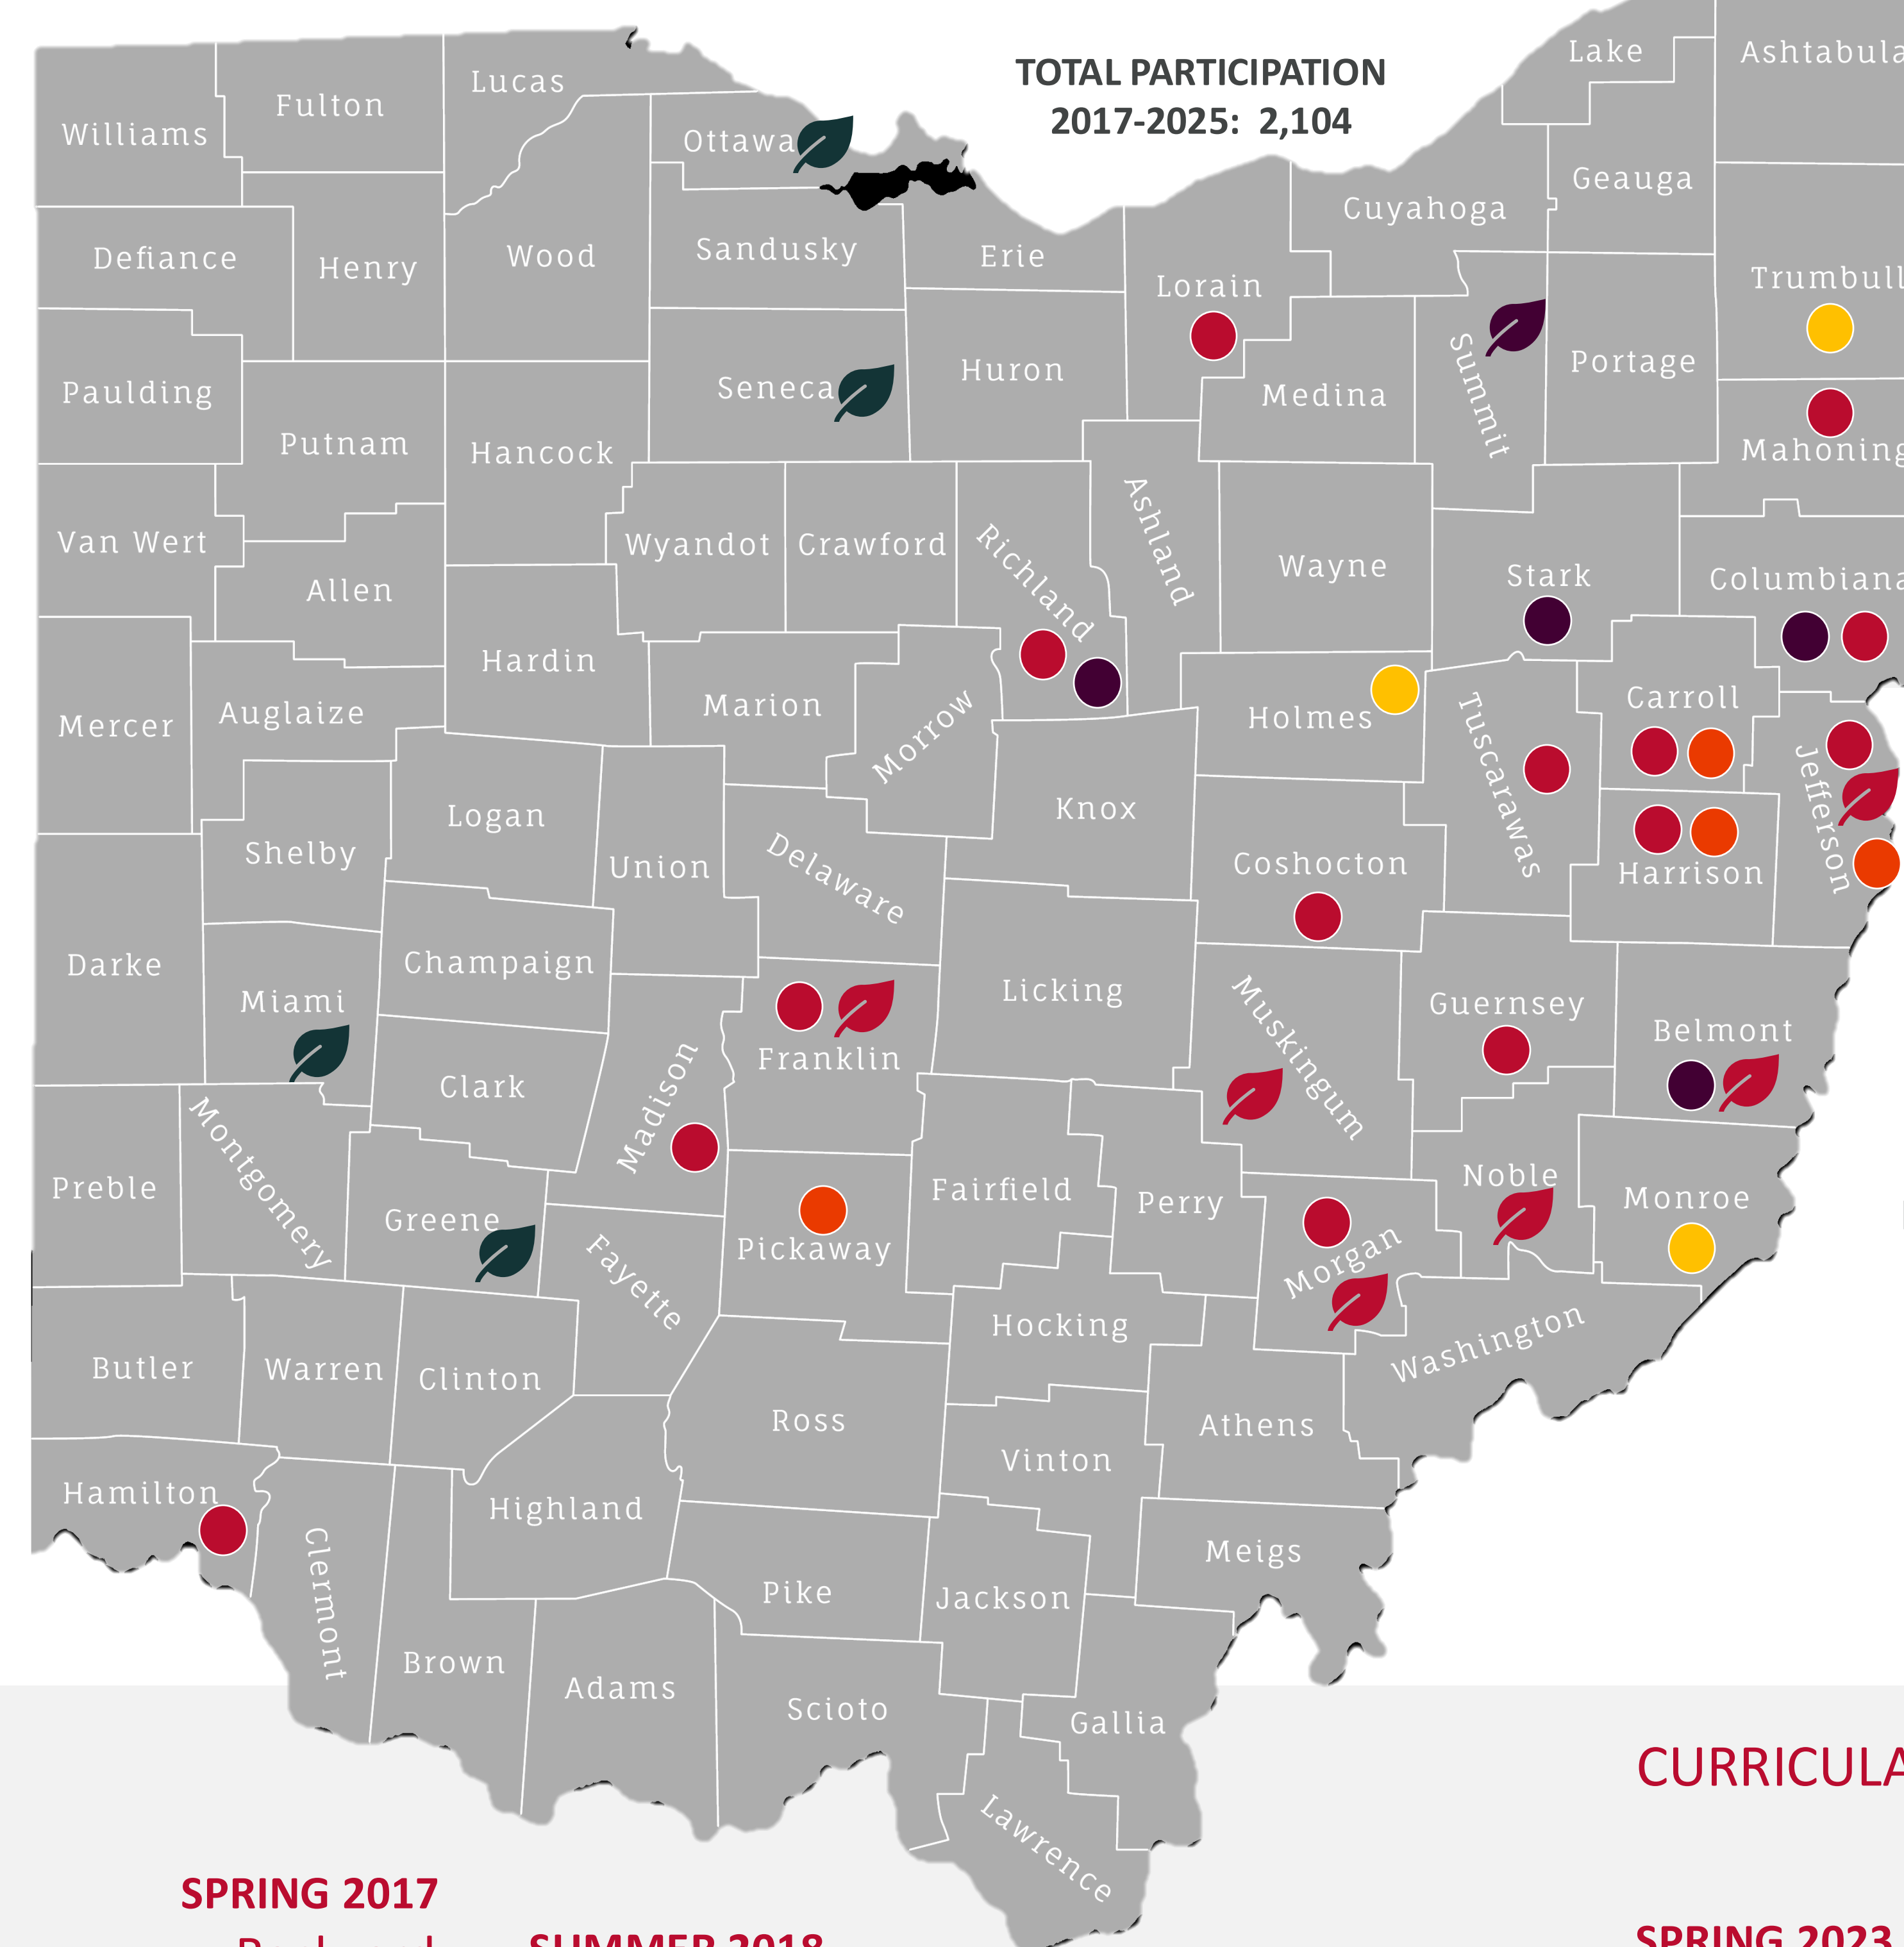 TOTAL PARTICIPATION
2017-2025: 2,104
Lake
Ashtabula
Lucas
Fulton
Williams
Ottawa
Geauga
Cuyahoga
Defiance
Henry
Wood
Sandusky
Erie
Lorain
Trumbull
Paulding
Seneca
Huron
Medina
Summit
Portage
Putnam
Hancock
Mahoning
Van Wert
Allen
Wyandot
Crawford
Richland
Ashland
Wayne
Stark
Columbiana
Mercer
Auglaize
Hardin
Marion
Morrow
Holmes
Tuscarawas
Carroll
Jefferson
Shelby
Logan
Union
Delaware
Knox
Coshocton
Harrison
Darke
Miami
Champaign
Franklin
Licking
Muskingum
Guernsey
Belmont
Clark
Madison
Preble
Montgomery
Greene
Fayette
Pickaway
Fairfield
Perry
Morgan
Noble
Monroe
Butler
Warren
Clinton
Ross
Hocking
Washington
Vinton
Athens
Hamilton
Clermont
Highland
Meigs
Pike
Jackson
Brown
Adams
Scioto
Gallia
Lawrence
CURRICULA
SPRING 2017
SUMMER 2018
SPRING 2023